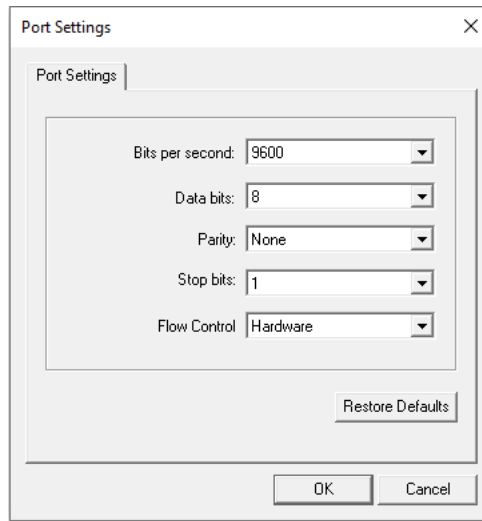 Port Settings
Port Settings
Bits per second: 9600
Data bits: 8
Parity: None
Stop bits: 1
Flow Control Hardware
Restore Defaults
OK Cancel